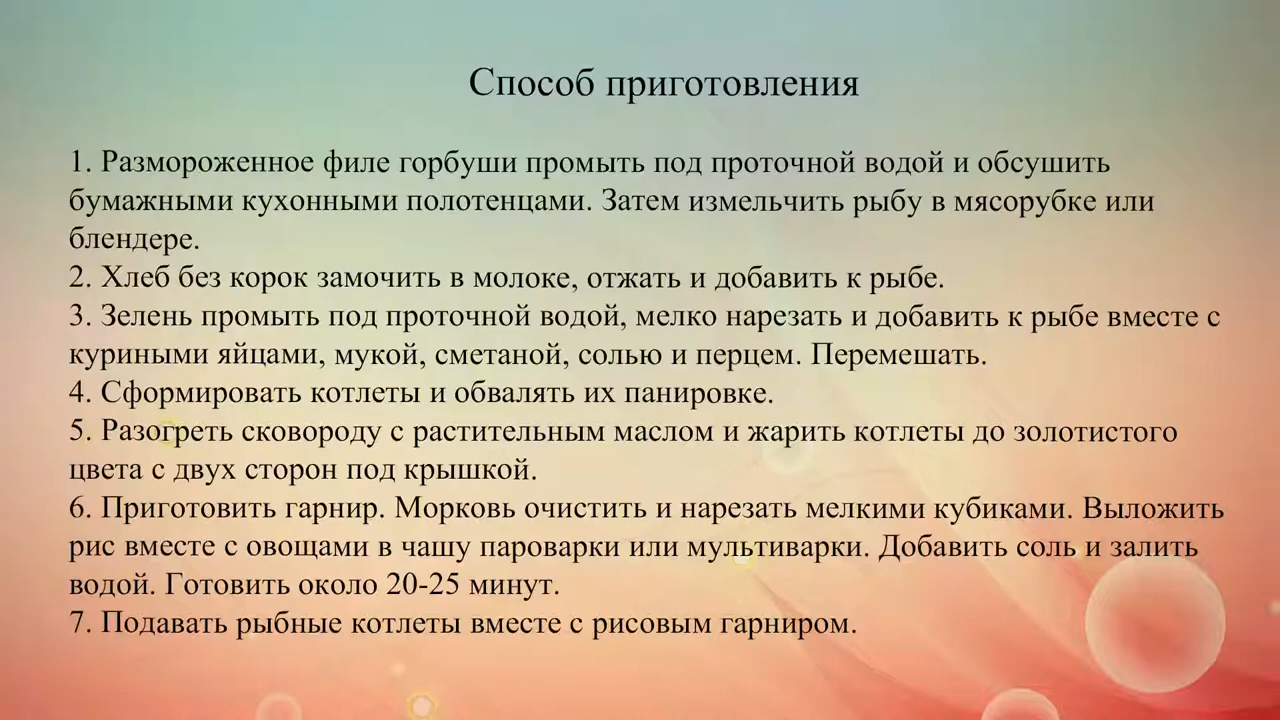 Способ приготовления
1. Размороженное филе горбуши промыть под проточной водой и обсушить
бумажными кухонными полотенцами. Затем измельчить рыбу в мясорубке или
блендере.
2. Хлеб без корок замочить в молоке, отжать и добавить к рыбе.
3. Зелень промыть под проточной водой, мелко нарезать и добавить к рыбе вместе с
куриными яйцами, мукой, сметаной, солью и перцем. Перемешать.
4. Сформировать котлеты и обвалять их панировке.
5. Разогреть сковороду с растительным маслом и жарить котлеты до золотистого
цвета с двух сторон под крышкой.
6. Приготовить гарнир. Морковь очистить и нарезать мелкими кубиками. Выложить
рис вместе с овощами в чашу пароварки или мультиварки. Добавить соль и залить
водой. Готовить около 20-25 минут.
7. Подавать рыбные котлеты вместе с рисовым гарниром.